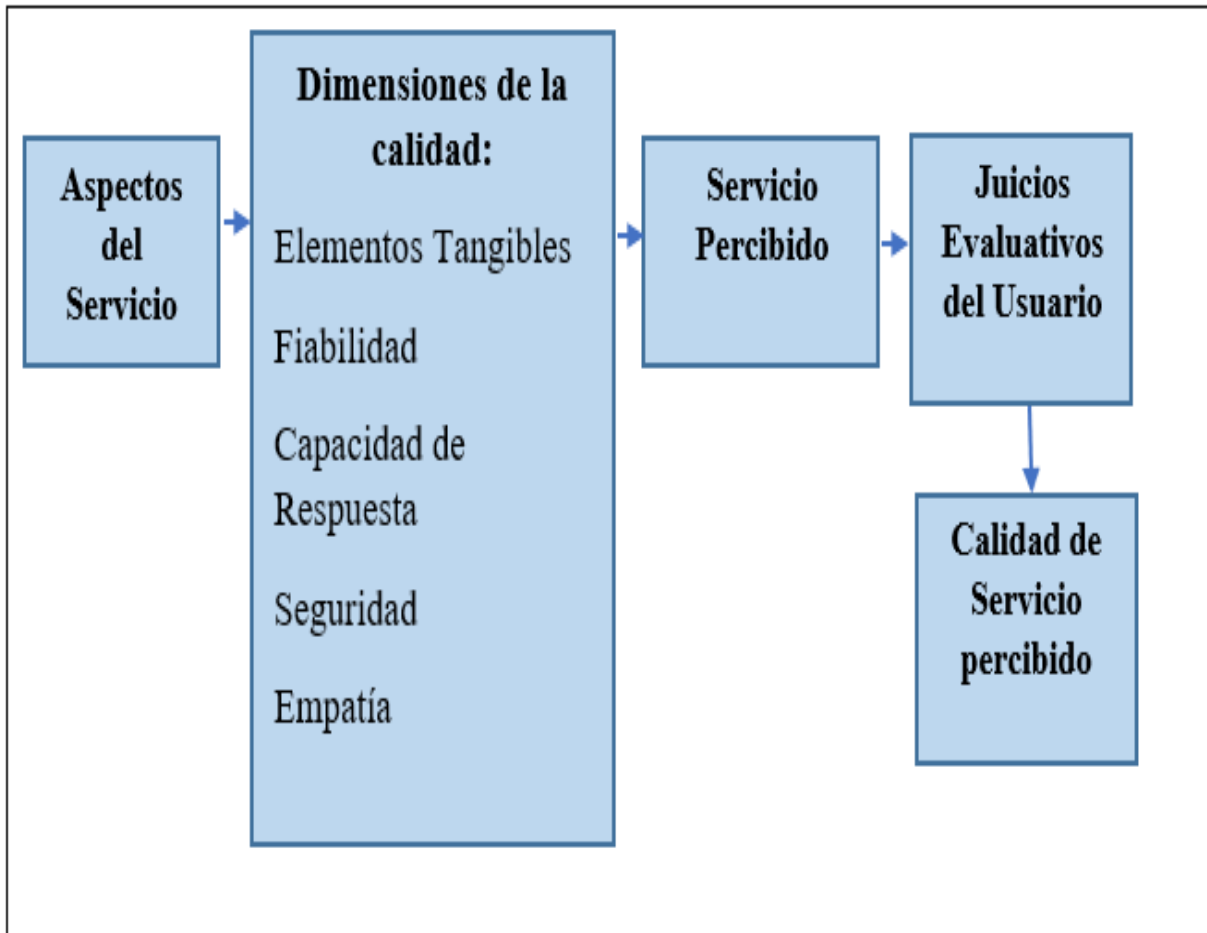 Aspectos
del
Servicio
Dimensiones de la
calidad:
Elementos Tangibles
Fiabilidad
Capacidad de
Respuesta
Seguridad
Empatía
Servicio
Percibido
Juicios
Evaluativos
del Usuario
Calidad de
Servicio
percibido